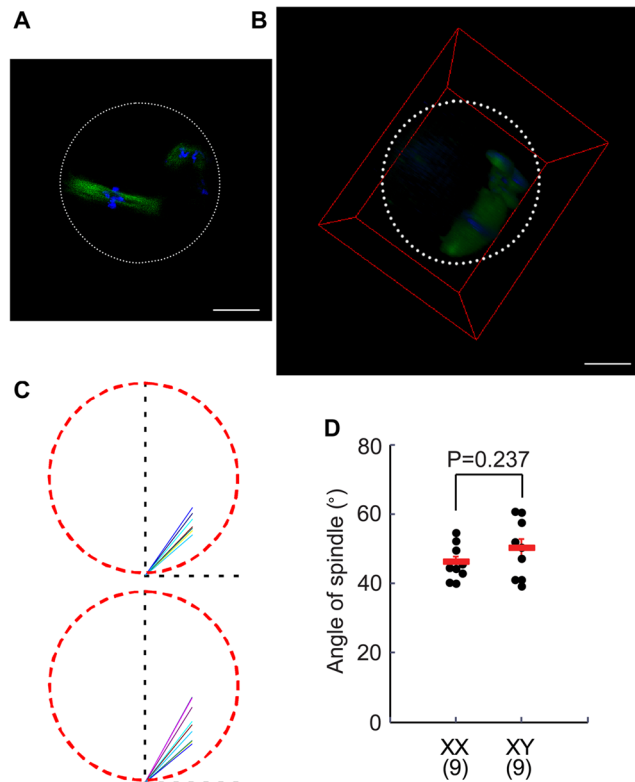 A
B
C
D
80
60
40
20
0
Angle of spindle (°)
P=0.237
XX
(9)
XY
(9)